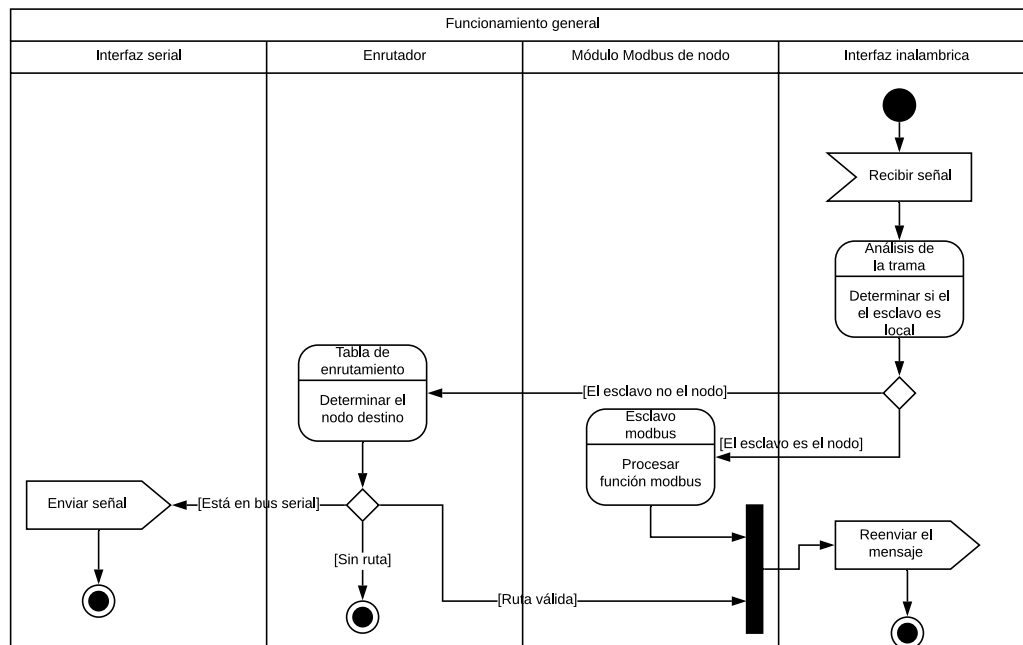 Funcionamiento general
Interfaz serial
Enrutador
Módulo Modbus de nodo
Interfaz inalambrica
Recibir señal
Análisis de
la trama
Determinar si el
el esclavo es
local
Tabla de
enrutamiento
Determinar el
nodo destino
[El esclavo no el nodo]
Esclavo
modbus
[El esclavo es el nodo]
Procesar
función modbus
Enviar señal
[Está en bus serial]
[Sin ruta]
[Ruta válida]
Reenviar el
mensaje